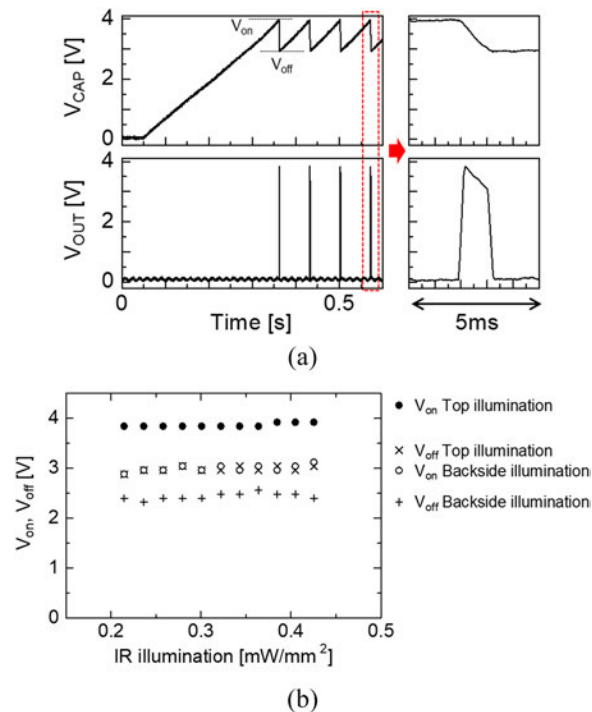 4
2
0
V_CAP [V]
V_on
V_off
4
2
0
V_OUT [V]
0
0.5
Time [s]
5ms
(a)
5
4
3
2
1
0
V_on, V_off [V]
0.2
0.3
0.4
0.5
IR illumination [mW/mm²]
V_on Top illumination
V_off Top illumination
V_on Backside illumination
V_off Backside illumination
(b)